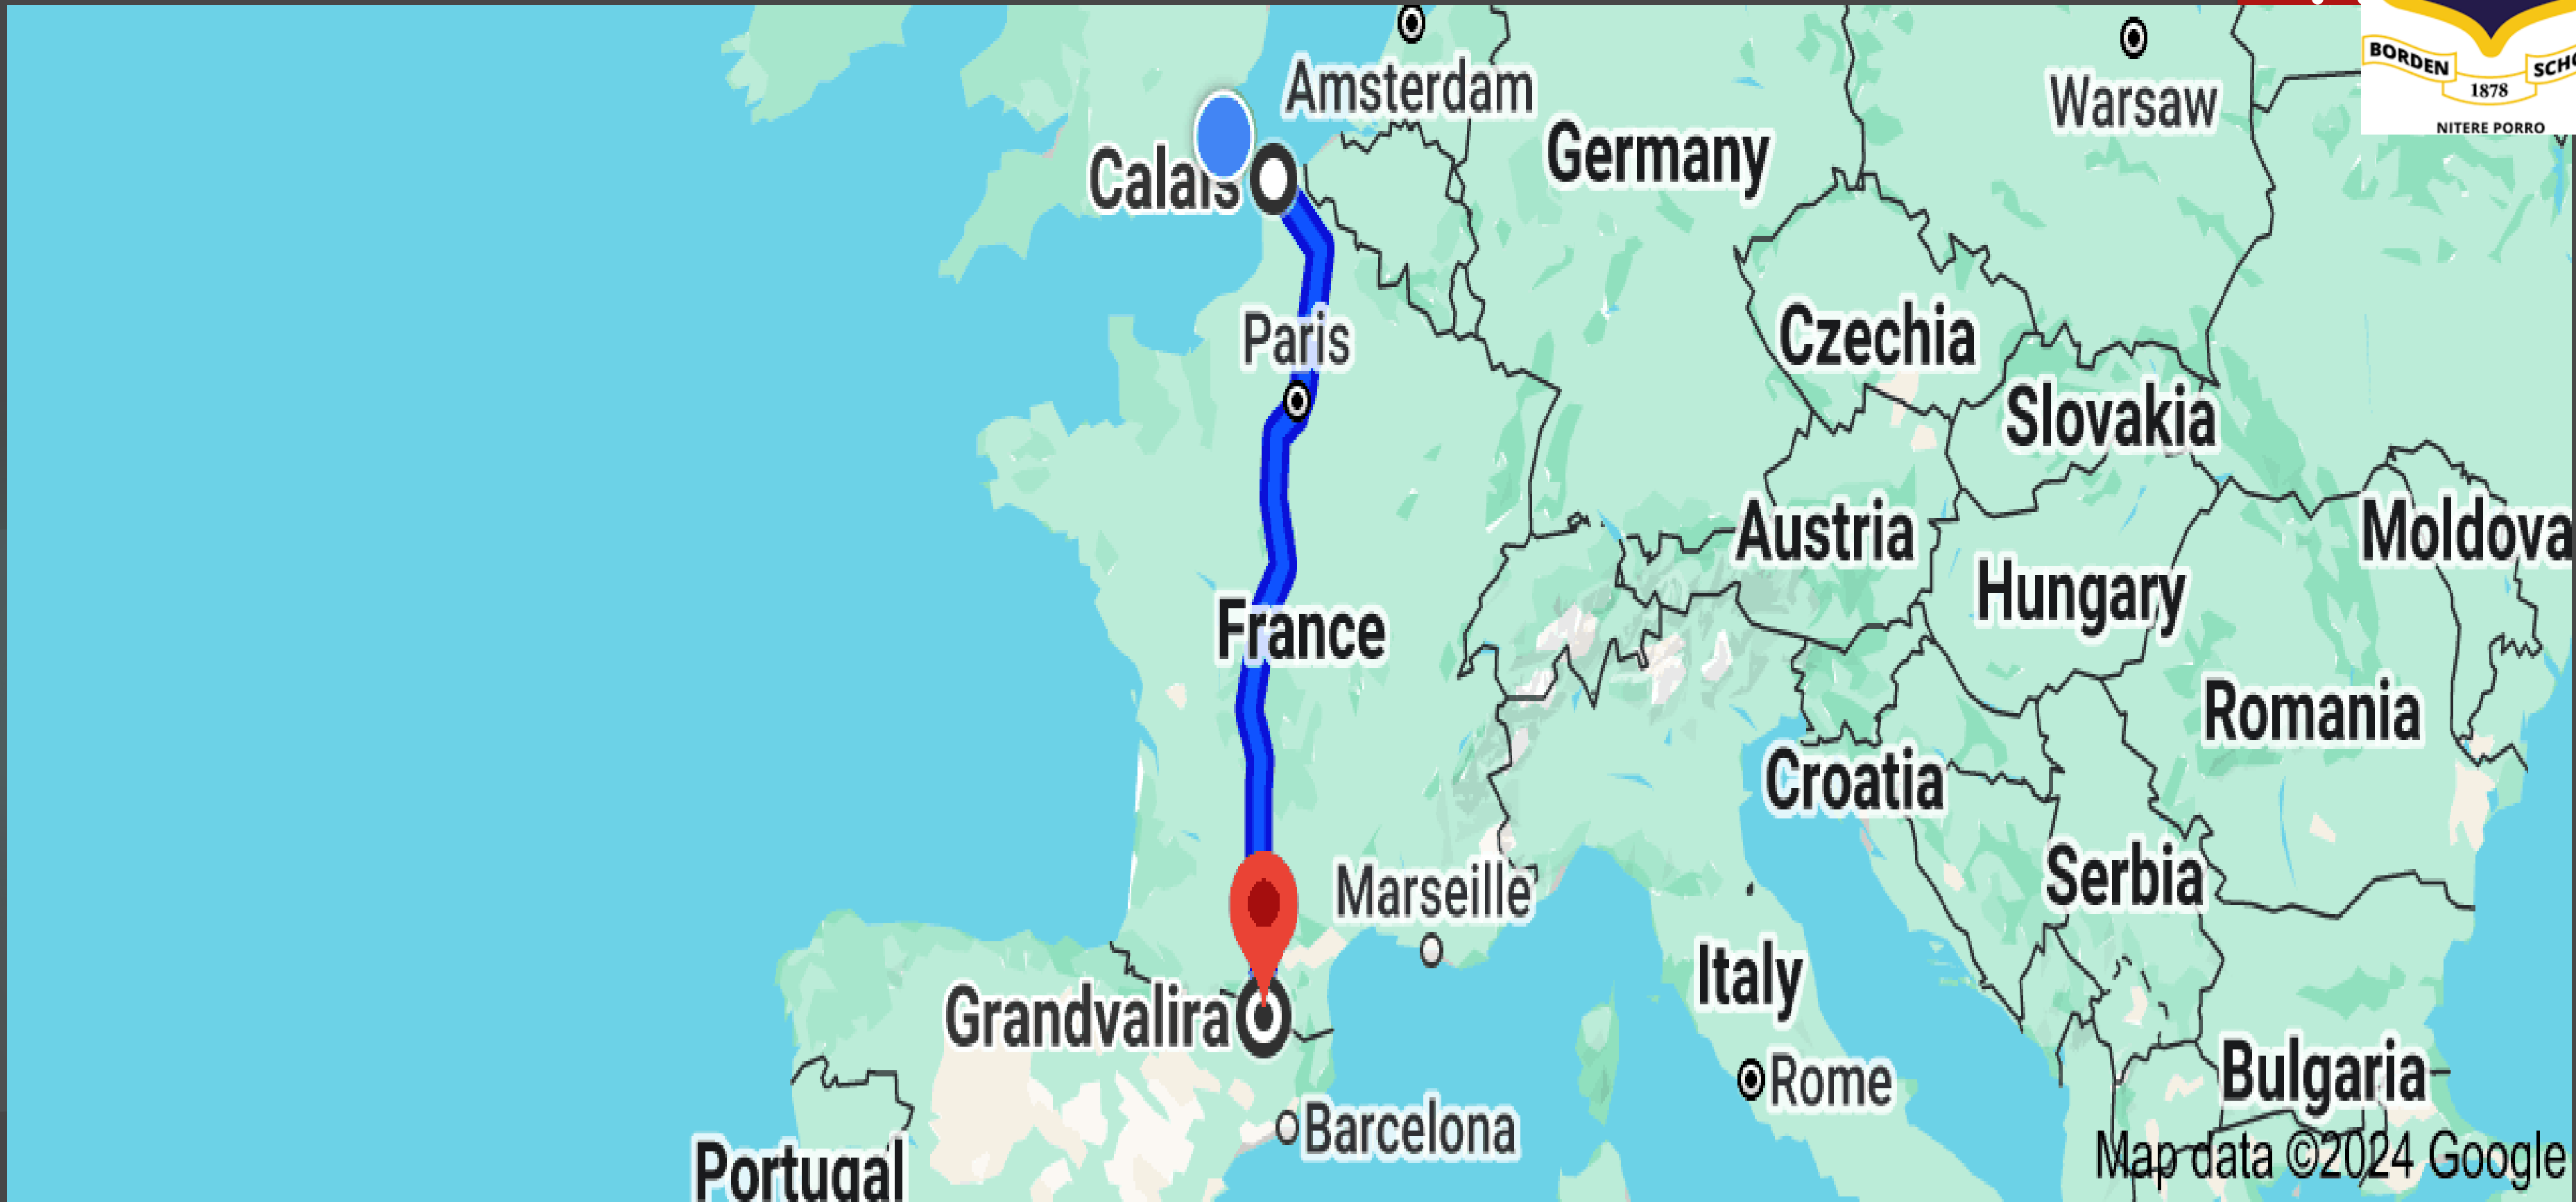 Amsterdam
Warsaw
BORDEN
1878
NITERE PORRO
Germany
Calais
Paris
Czechia
Slovakia
Austria
Moldova
Hungary
France
Romania
Croatia
Serbia
Marseille
Italy
Grandvalira
Rome
Bulgaria
Barcelona
Portugal
Map data ©2024 Google